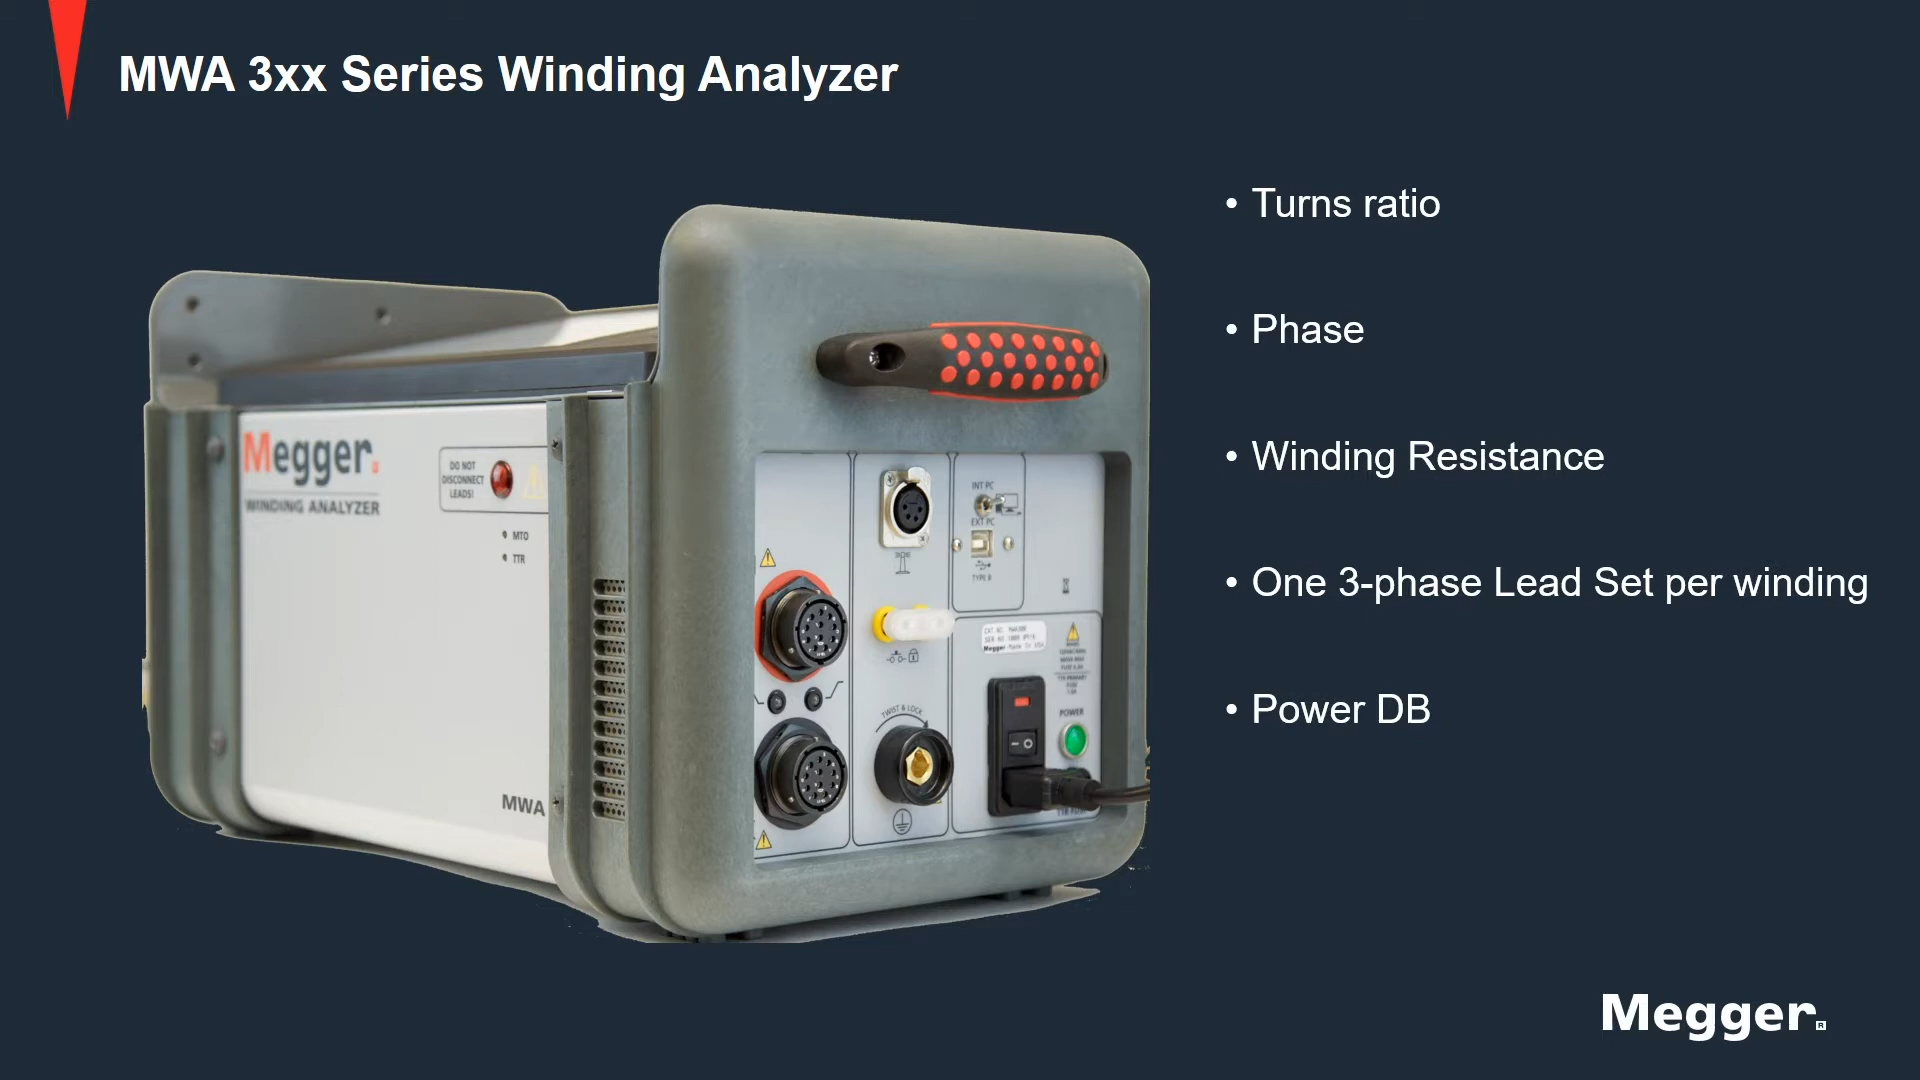 MWA 3xx Series Winding Analyzer
• Turns ratio
• Phase
• Winding Resistance
• One 3-phase Lead Set per winding
• Power DB
Megger.
WINDING ANALYZER
DO NOT
DISCONNECT
LEADS!
MTO
TTR
MWA
INT PC
EXT PC
TYPE B
TWIST & LOCK
POWER
Megger.